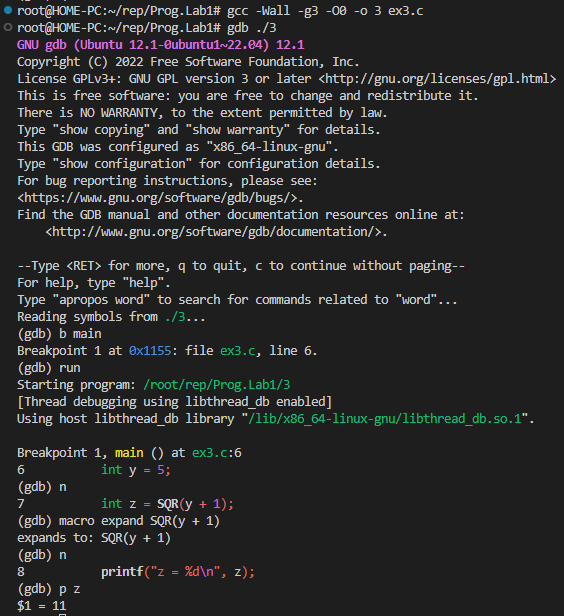 root@HOME-PC:~/rep/Prog.Lab1# gcc -Wall -g3 -O0 -o 3 ex3.c
root@HOME-PC:~/rep/Prog.Lab1# gdb ./3
GNU gdb (Ubuntu 12.1-0ubuntu1~22.04) 12.1
Copyright (C) 2022 Free Software Foundation, Inc.
License GPLv3+: GNU GPL version 3 or later <http://gnu.org/licenses/gpl.html>
This is free software: you are free to change and redistribute it.
There is NO WARRANTY, to the extent permitted by law.
Type "show copying" and "show warranty" for details.
This GDB was configured as "x86_64-linux-gnu".
Type "show configuration" for configuration details.
For bug reporting instructions, please see:
<https://www.gnu.org/software/gdb/bugs/>.
Find the GDB manual and other documentation resources online at:
    <http://www.gnu.org/software/gdb/documentation/>.

--Type <RET> for more, q to quit, c to continue without paging--
For help, type "help".
Type "apropos word" to search for commands related to "word"...
Reading symbols from ./3...
(gdb) b main
Breakpoint 1 at 0x1155: file ex3.c, line 6.
(gdb) run
Starting program: /root/rep/Prog.Lab1/3
[Thread debugging using libthread_db enabled]
Using host libthread_db library "/lib/x86_64-linux-gnu/libthread_db.so.1".

Breakpoint 1, main () at ex3.c:6
6           int y = 5;
(gdb) n
7           int z = SQR(y + 1);
(gdb) macro expand SQR(y + 1)
expands to: SQR(y + 1)
(gdb) n
8           printf("z = %d\n", z);
(gdb) p z
$1 = 11